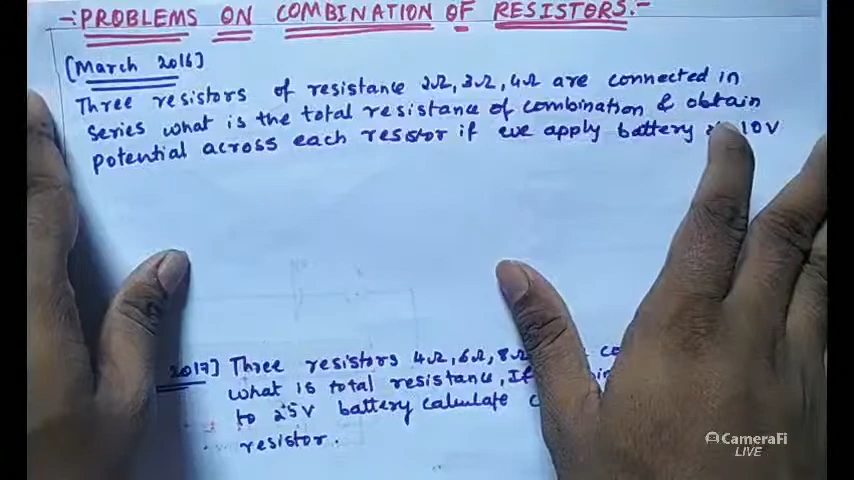 -:PROBLEMS ON COMBINATION OF RESISTORS:-
[March 2016]
Three resistors of resistance 2Ω, 3Ω, 4Ω are connected in
series what is the total resistance of combination & obtain
potential across each resistor if we apply battery 10V
2017] Three resistors 4Ω, 6Ω, 8Ω
what is total resistance, If
to 25V battery calculate
resistor.
CameraFi
LIVE